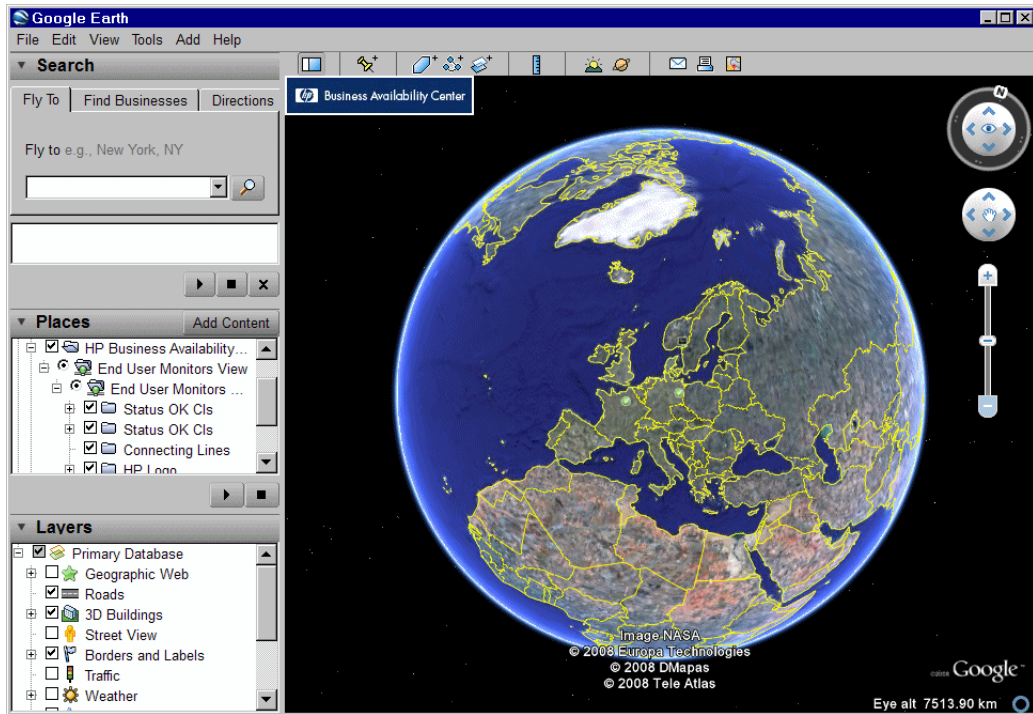 Google Earth
File Edit View Tools Add Help
Search
Fly To Find Businesses Directions
Fly to e.g., New York, NY
hp Business Availability Center
N
Places Add Content
HP Business Availability...
End User Monitors View
End User Monitors ...
Status OK CIs
Status OK CIs
Connecting Lines
HP Logo
Layers
Primary Database
Geographic Web
Roads
3D Buildings
Street View
Borders and Labels
Traffic
Weather
Image NASA
© 2008 Europa Technologies
© 2008 DMapas
© 2008 Tele Atlas
Google
Eye alt 7513.90 km